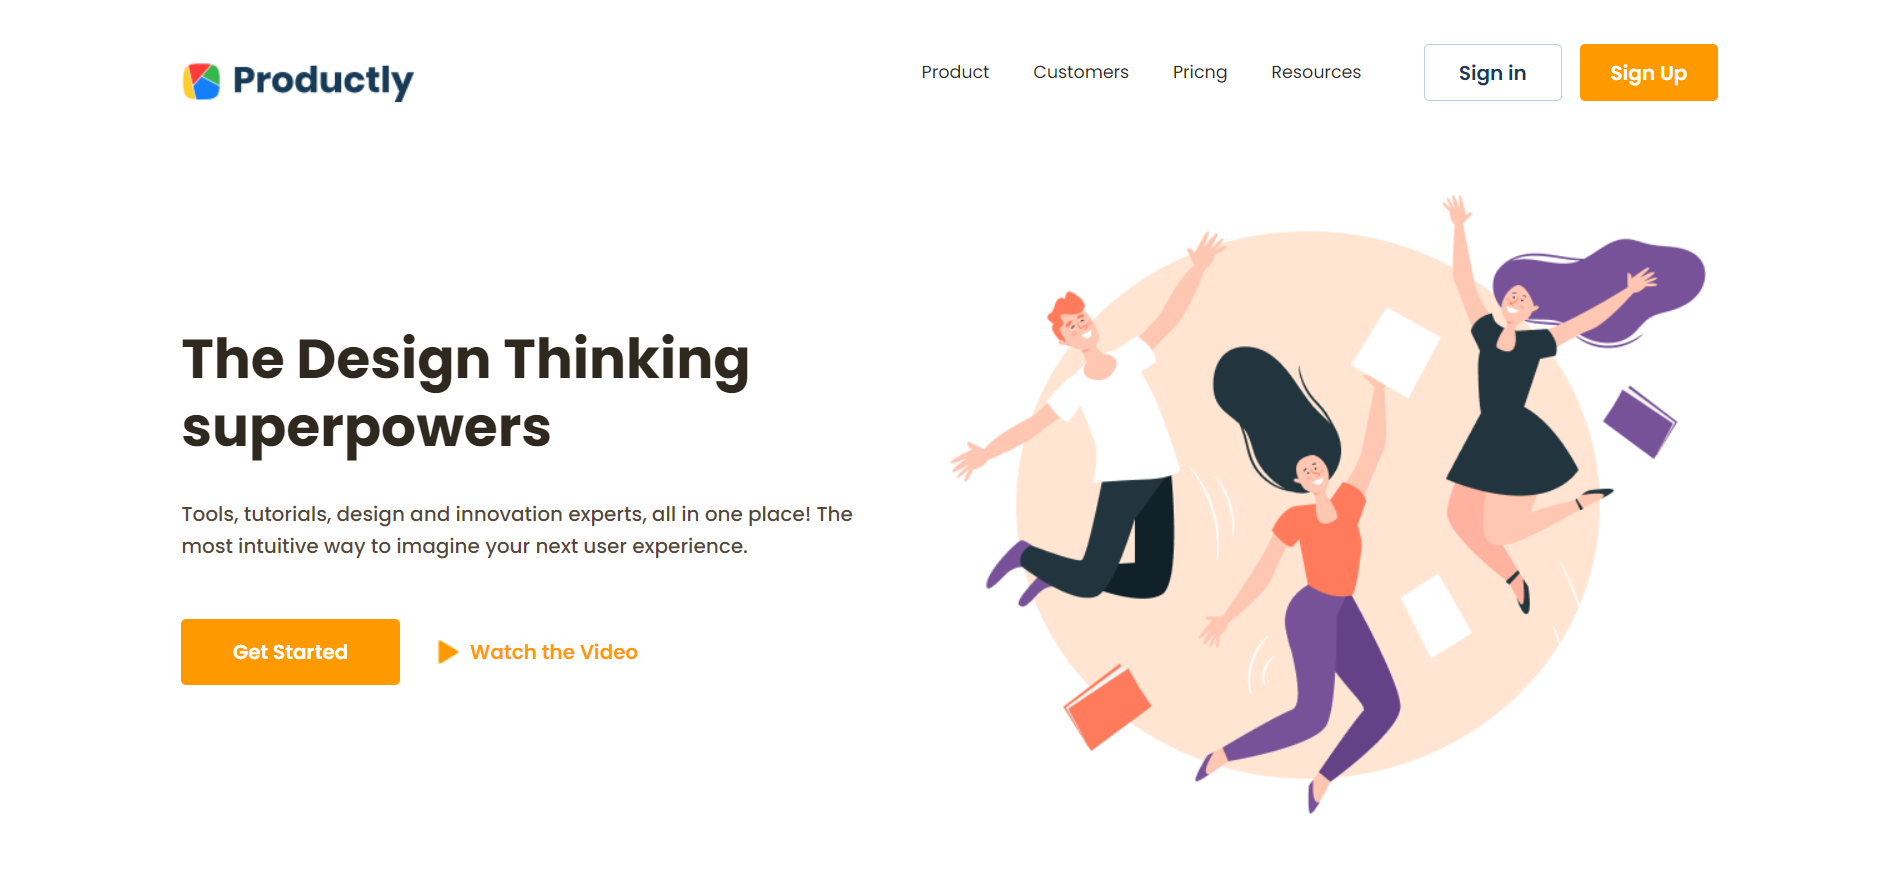 Productly
Product
Customers
Pricng
Resources
Sign in
Sign Up
The Design Thinking
superpowers
Tools, tutorials, design and innovation experts, all in one place! The
most intuitive way to imagine your next user experience.
Get Started
Watch the Video